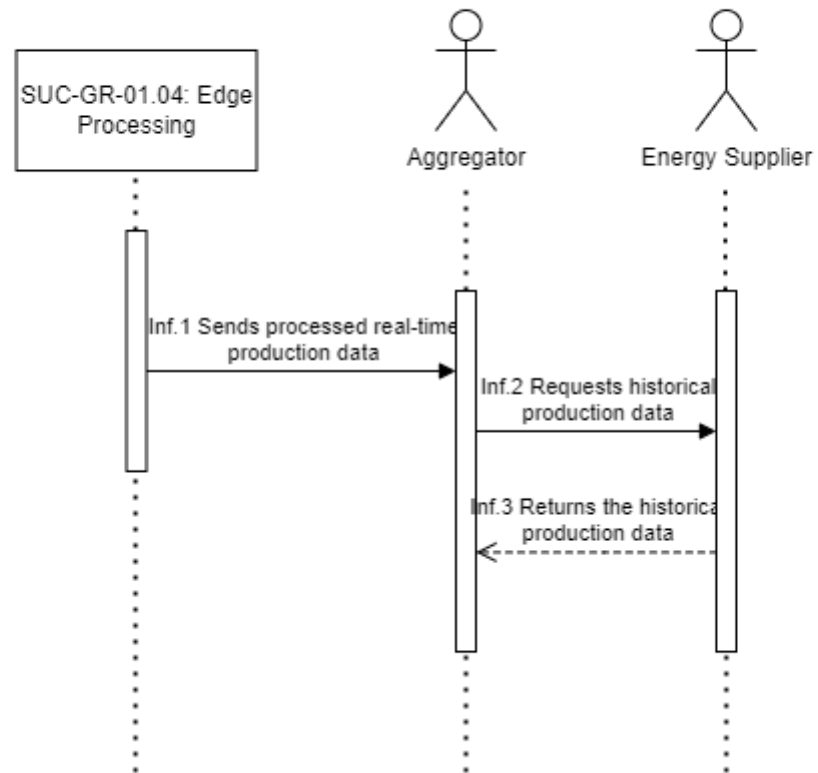 SUC-GR-01.04: Edge
Processing
Aggregator
Energy Supplier
Inf.1 Sends processed real-time
production data
Inf.2 Requests historical
production data
Inf.3 Returns the historica
production data